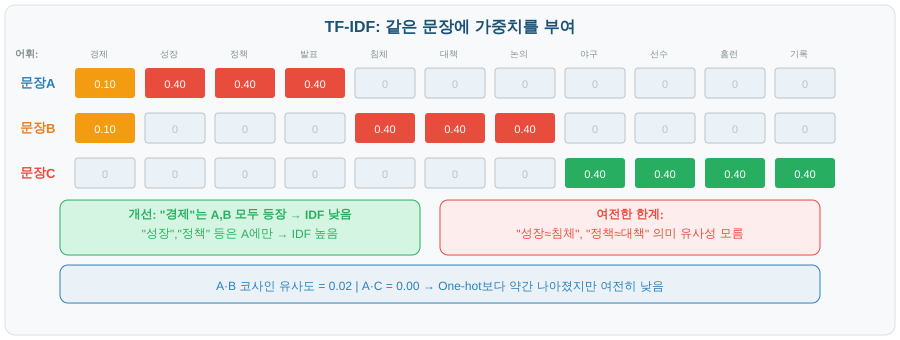 TF-IDF: 같은 문장에 가중치를 부여
어휘: 경제 성장 정책 발표 침체 대책 논의 야구 선수 홈런 기록
문장A 0.10 0.40 0.40 0.40 0 0 0 0 0 0 0
문장B 0.10 0 0 0 0.40 0.40 0.40 0 0 0 0
문장C 0 0 0 0 0 0 0 0.40 0.40 0.40 0.40
개선: "경제"는 A,B 모두 등장 → IDF 낮음
"성장","정책" 등은 A에만 → IDF 높음
여전한 한계:
"성장≈침체", "정책≈대책" 의미 유사성 모름
A·B 코사인 유사도 = 0.02 | A·C = 0.00 → One-hot보다 약간 나아졌지만 여전히 낮음